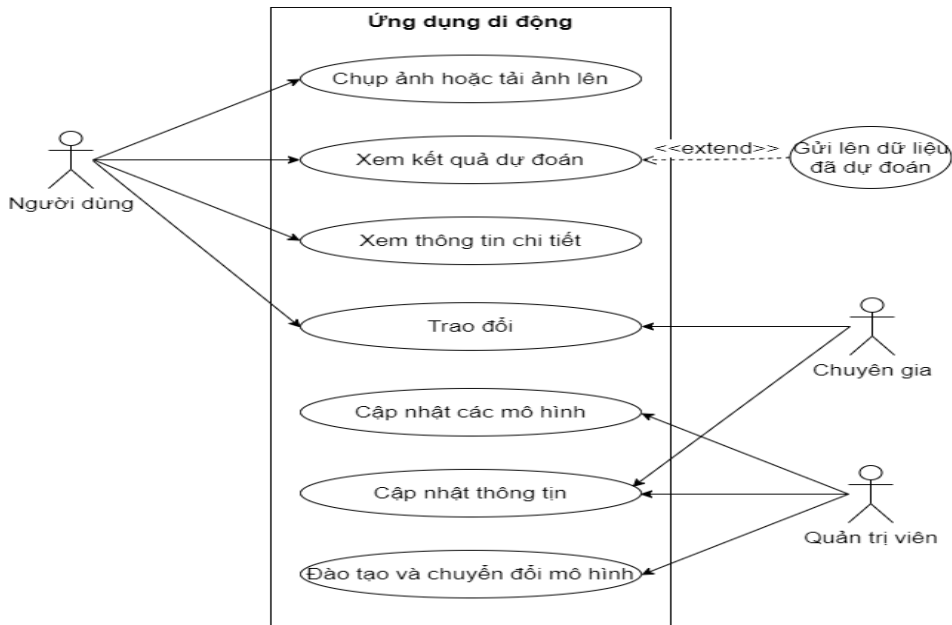 Ứng dụng di động
Chụp ảnh hoặc tải ảnh lên
Xem kết quả dự đoán
<<extend>>
Gửi lên dữ liệu
đã dự đoán
Người dùng
Xem thông tin chi tiết
Trao đổi
Chuyên gia
Cập nhật các mô hình
Cập nhật thông tin
Quản trị viên
Đào tạo và chuyển đổi mô hình